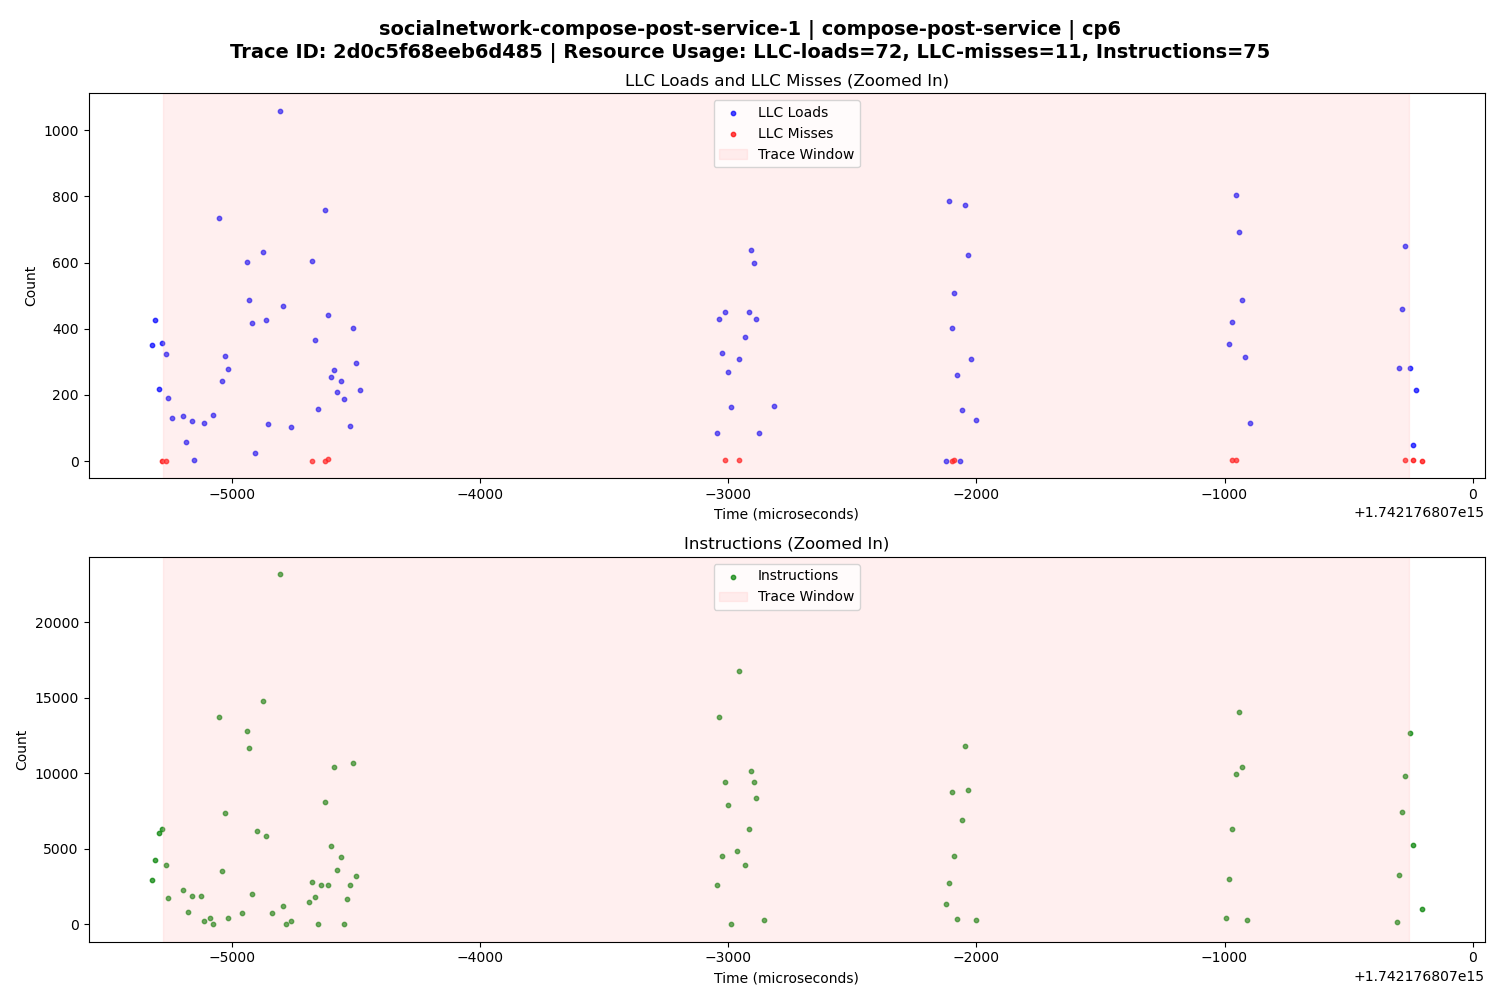 socialnetwork-compose-post-service-1 | compose-post-service | cp6
Trace ID: 2d0c5f68eeb6d485 | Resource Usage: LLC-loads=72, LLC-misses=11, Instructions=75
LLC Loads and LLC Misses (Zoomed In)
LLC Loads
LLC Misses
Trace Window
Count
1000
800
600
400
200
0
−5000 −4000 −3000 −2000 −1000 0
Time (microseconds)
+1.742176807e15
Instructions (Zoomed In)
Instructions
Trace Window
Count
20000
15000
10000
5000
0
−5000 −4000 −3000 −2000 −1000 0
Time (microseconds)
+1.742176807e15